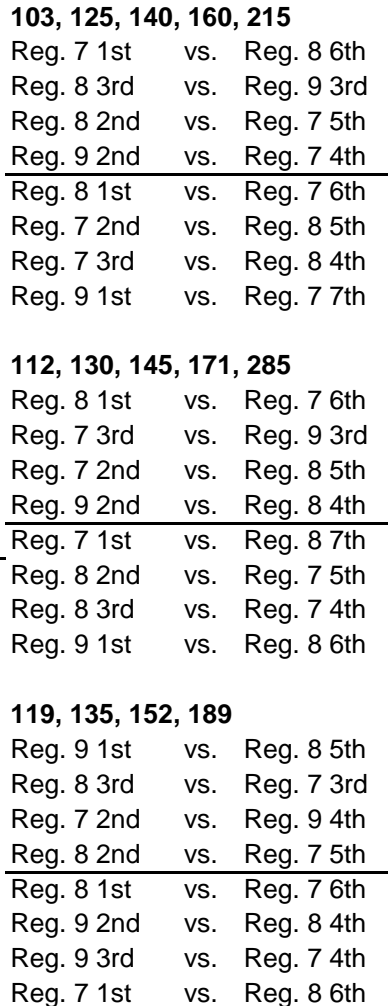 103, 125, 140, 160, 215
Reg. 7 1st vs. Reg. 8 6th
Reg. 8 3rd vs. Reg. 9 3rd
Reg. 8 2nd vs. Reg. 7 5th
Reg. 9 2nd vs. Reg. 7 4th
Reg. 8 1st vs. Reg. 7 6th
Reg. 7 2nd vs. Reg. 8 5th
Reg. 7 3rd vs. Reg. 8 4th
Reg. 9 1st vs. Reg. 7 7th
112, 130, 145, 171, 285
Reg. 8 1st vs. Reg. 7 6th
Reg. 7 3rd vs. Reg. 9 3rd
Reg. 7 2nd vs. Reg. 8 5th
Reg. 9 2nd vs. Reg. 8 4th
Reg. 7 1st vs. Reg. 8 7th
Reg. 8 2nd vs. Reg. 7 5th
Reg. 8 3rd vs. Reg. 7 4th
Reg. 9 1st vs. Reg. 8 6th
119, 135, 152, 189
Reg. 9 1st vs. Reg. 8 5th
Reg. 8 3rd vs. Reg. 7 3rd
Reg. 7 2nd vs. Reg. 9 4th
Reg. 8 2nd vs. Reg. 7 5th
Reg. 8 1st vs. Reg. 7 6th
Reg. 9 2nd vs. Reg. 8 4th
Reg. 9 3rd vs. Reg. 7 4th
Reg. 7 1st vs. Reg. 8 6th